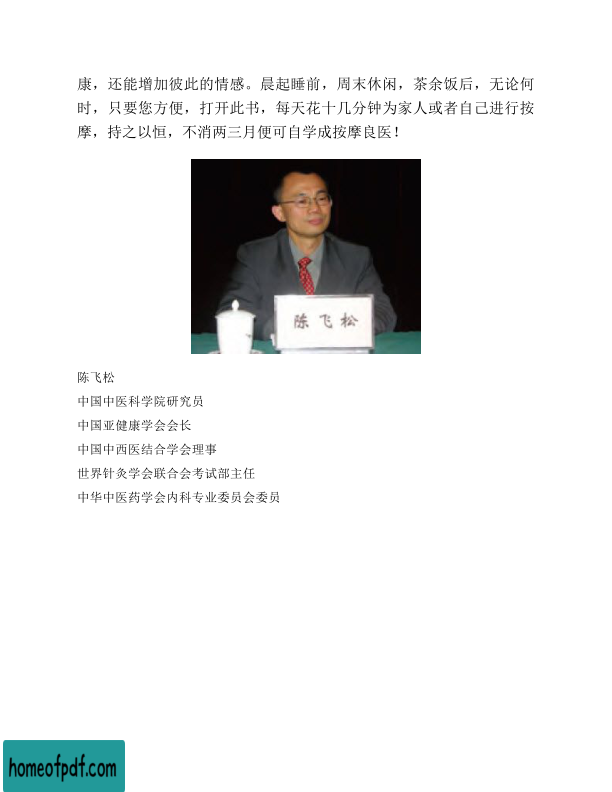 康，还能增加彼此的情感。晨起睡前，周末休闲，茶余饭后，无论何
时，只要您方便，打开此书，每天花十几分钟为家人或者自己进行按
摩，持之以恒，不消两三月便可自学成按摩良医！
陈飞松
陈飞松
中国中医科学院研究员
中国亚健康学会会长
中国中西医结合学会理事
世界针灸学会联合会考试部主任
中华中医药学会内科专业委员会委员
homeofpdf.com